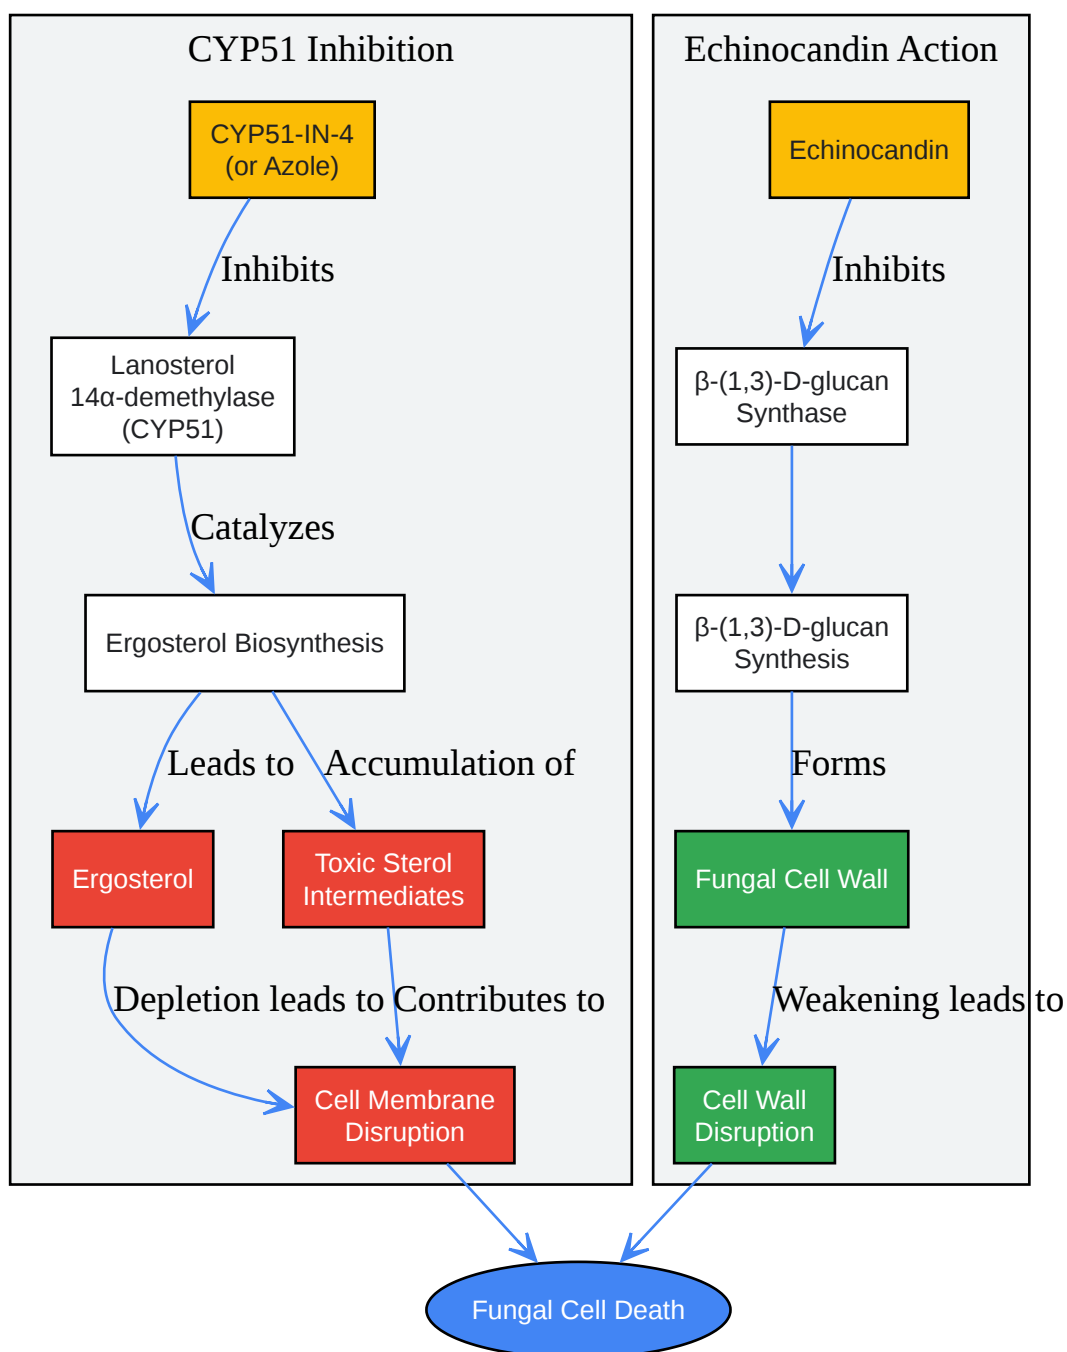 CYP51 Inhibition
CYP51-IN-4
(or Azole)
Inhibits
Lanosterol
14α-demethylase
(CYP51)
Catalyzes
Ergosterol Biosynthesis
Leads to
Accumulation of
Ergosterol
Toxic Sterol
Intermediates
Depletion leads to
Contributes to
Cell Membrane
Disruption
Echinocandin Action
Echinocandin
Inhibits
β-(1,3)-D-glucan
Synthase
β-(1,3)-D-glucan
Synthesis
Forms
Fungal Cell Wall
Weakening leads to
Cell Wall
Disruption
Fungal Cell Death